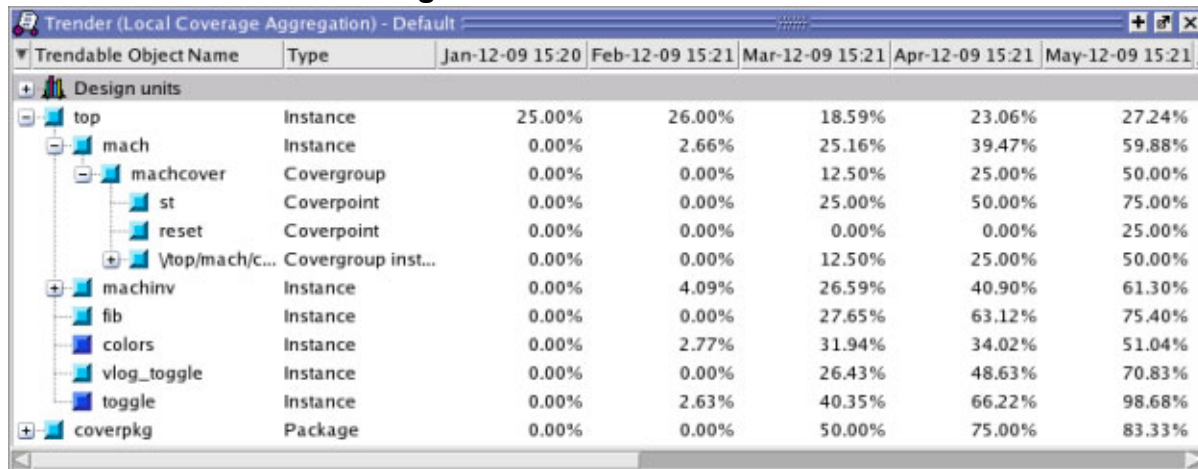 Trender (Local Coverage Aggregation) - Default
Trendable Object Name Type Jan-12-09 15:20 Feb-12-09 15:21 Mar-12-09 15:21 Apr-12-09 15:21 May-12-09 15:21
Design units
top Instance 25.00% 26.00% 18.59% 23.06% 27.24%
mach Instance 0.00% 2.66% 25.16% 39.47% 59.88%
machcover Covergroup 0.00% 0.00% 12.50% 25.00% 50.00%
st Coverpoint 0.00% 0.00% 25.00% 50.00% 75.00%
reset Coverpoint 0.00% 0.00% 0.00% 0.00% 25.00%
\/top/mach/c... Covergroup inst... 0.00% 0.00% 12.50% 25.00% 50.00%
machinv Instance 0.00% 4.09% 26.59% 40.90% 61.30%
fib Instance 0.00% 0.00% 27.65% 63.12% 75.40%
colors Instance 0.00% 2.77% 31.94% 34.02% 51.04%
vlog_toggle Instance 0.00% 0.00% 26.43% 48.63% 70.83%
toggle Instance 0.00% 2.63% 40.35% 66.22% 98.68%
coverpkg Package 0.00% 0.00% 50.00% 75.00% 83.33%